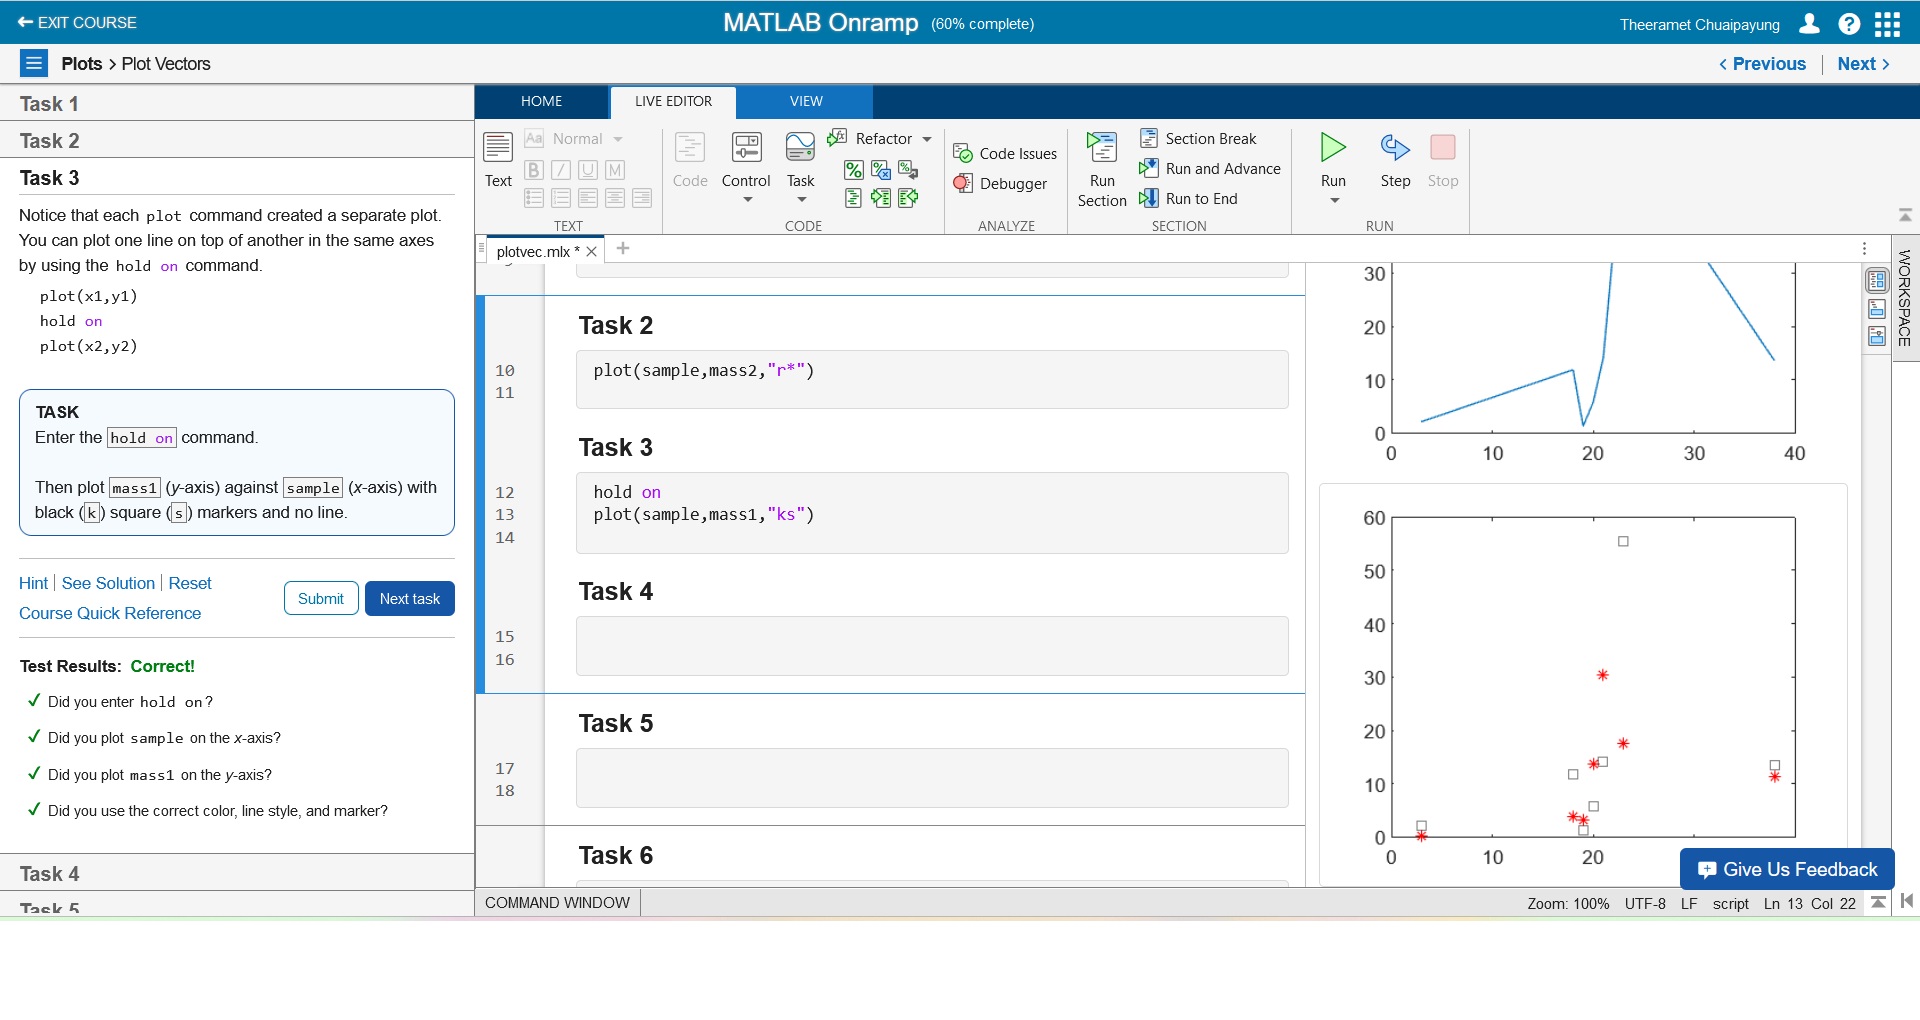 EXIT COURSE
MATLAB Onramp (60% complete)
Theeramet Chuaipayung
Plots > Plot Vectors
Previous
Next
Task 1
Task 2
Task 3
Notice that each plot command created a separate plot.
You can plot one line on top of another in the same axes
by using the hold on command.
plot(x1,y1)
hold on
plot(x2,y2)
TASK
Enter the hold on command.
Then plot mass1 (y-axis) against sample (x-axis) with
black (k) square (s) markers and no line.
Hint | See Solution | Reset
Course Quick Reference
Submit
Next task
Test Results: Correct!
Did you enter hold on?
Did you plot sample on the x-axis?
Did you plot mass1 on the y-axis?
Did you use the correct color, line style, and marker?
Task 4
Task 5
HOME
LIVE EDITOR
VIEW
Text
Aa Normal
B I U M
TEXT
Code
Control
Task
Refactor
CODE
Code Issues
Debugger
ANALYZE
Run
Section
Section Break
Run and Advance
Run to End
SECTION
Run
Step
Stop
RUN
plotvec.mlx *
Task 2
10 plot(sample,mass2,"r*")
11
Task 3
12 hold on
13 plot(sample,mass1,"ks")
14
Task 4
15
16
Task 5
17
18
Task 6
30
20
10
0
0 10 20 30 40
60
50
40
30
20
10
0
0 10 20
Give Us Feedback
WORKSPACE
COMMAND WINDOW
Zoom: 100% UTF-8 LF script Ln 13 Col 22